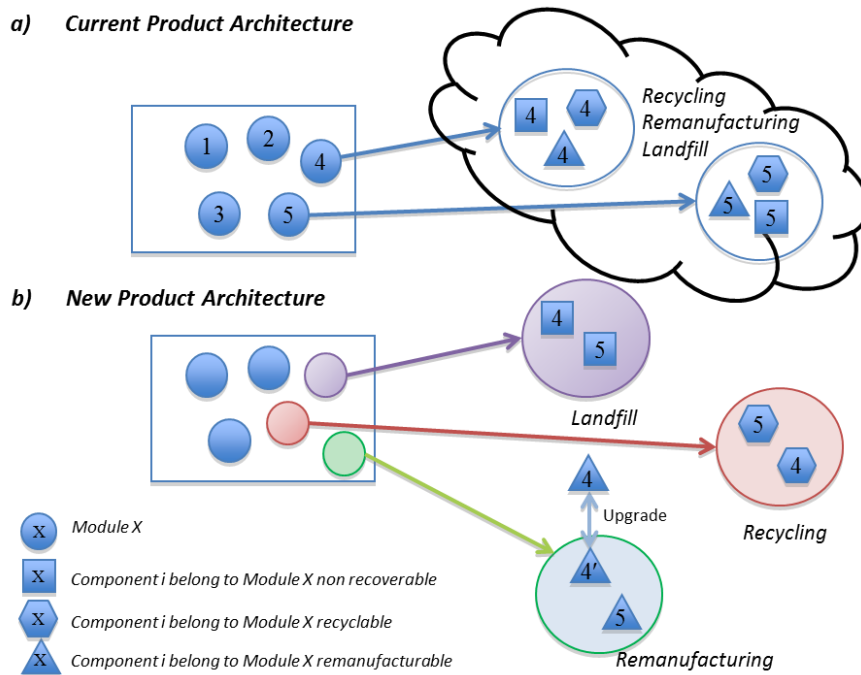 a) Current Product Architecture
1 2 4
3 5
4 4
4
Recycling
Remanufacturing
Landfill
5
5 5
b) New Product Architecture
4
5
Landfill
5
4
Recycling
4
Upgrade
4'
5
Remanufacturing
X Module X
X Component i belong to Module X non recoverable
X Component i belong to Module X recyclable
X Component i belong to Module X remanufacturable